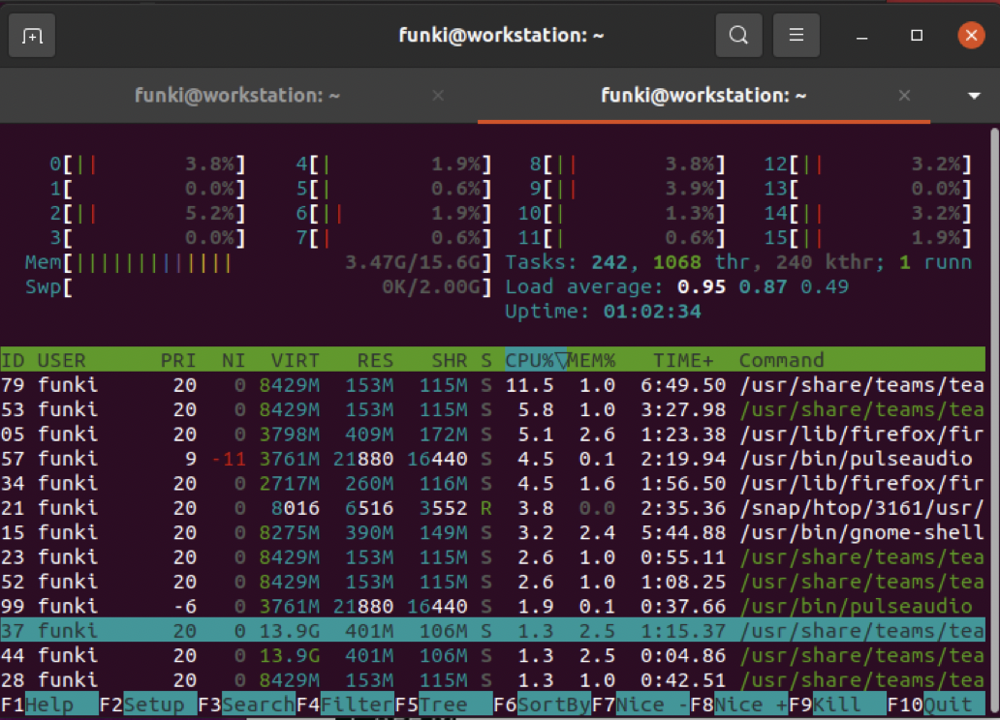 funki@workstation: ~
funki@workstation: ~ × funki@workstation: ~ ×
0[|| 3.8%] 4[| 1.9%] 8[|| 3.8%] 12[|| 3.2%]
1[ 0.0%] 5[| 0.6%] 9[|| 3.9%] 13[ 0.0%]
2[|| 5.2%] 6[|| 1.9%] 10[| 1.3%] 14[|| 3.2%]
3[ 0.0%] 7[| 0.6%] 11[| 0.6%] 15[|| 1.9%]
Mem[||||||||||||| 3.47G/15.6G] Tasks: 242, 1068 thr, 240 kthr; 1 runn
Swp[ 0K/2.00G] Load average: 0.95 0.87 0.49
Uptime: 01:02:34
ID USER PRI NI VIRT RES SHR S CPU%▽MEM% TIME+ Command
79 funki 20 0 8429M 153M 115M S 11.5 1.0 6:49.50 /usr/share/teams/tea
53 funki 20 0 8429M 153M 115M S 5.8 1.0 3:27.98 /usr/share/teams/tea
05 funki 20 0 3798M 409M 172M S 5.1 2.6 1:23.38 /usr/lib/firefox/fir
57 funki 9 -11 3761M 21880 16440 S 4.5 0.1 2:19.94 /usr/bin/pulseaudio
34 funki 20 0 2717M 260M 116M S 4.5 1.6 1:56.50 /usr/lib/firefox/fir
21 funki 20 0 8016 6516 3552 R 3.8 0.0 2:35.36 /snap/htop/3161/usr/
15 funki 20 0 8275M 390M 149M S 3.2 2.4 5:44.88 /usr/bin/gnome-shell
23 funki 20 0 8429M 153M 115M S 2.6 1.0 0:55.11 /usr/share/teams/tea
52 funki 20 0 8429M 153M 115M S 2.6 1.0 1:08.25 /usr/share/teams/tea
99 funki -6 0 3761M 21880 16440 S 1.9 0.1 0:37.66 /usr/bin/pulseaudio
37 funki 20 0 13.9G 401M 106M S 1.3 2.5 1:15.37 /usr/share/teams/tea
44 funki 20 0 13.9G 401M 106M S 1.3 2.5 0:04.86 /usr/share/teams/tea
28 funki 20 0 8429M 153M 115M S 1.3 1.0 0:42.51 /usr/share/teams/tea
F1Help F2Setup F3SearchF4FilterF5Tree F6SortByF7Nice -F8Nice +F9Kill F10Quit